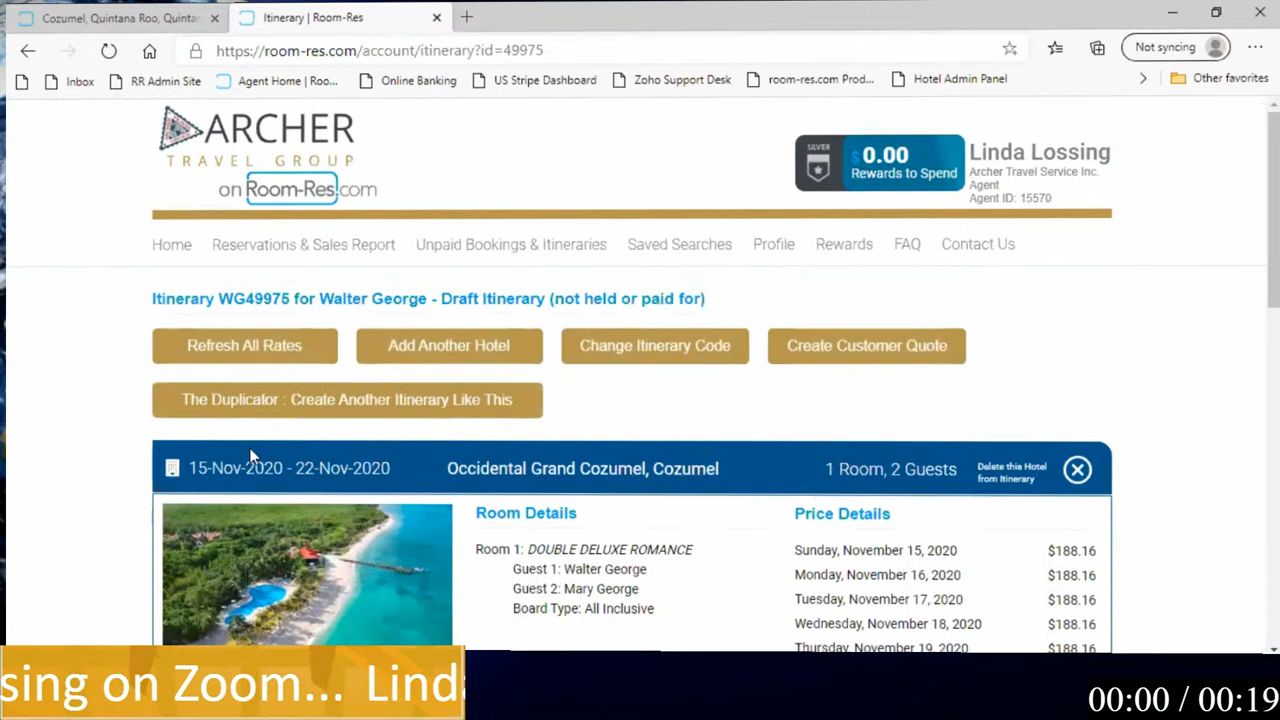 Cozumel, Quintana Roo, Quinta
Itinerary | Room-Res
https://room-res.com/account/itinerary?id=49975
Not syncing
Inbox
RR Admin Site
Agent Home | Roo...
Online Banking
US Stripe Dashboard
Zoho Support Desk
room-res.com Prod...
Hotel Admin Panel
Other favorites
ARCHER
TRAVEL GROUP
on Room-Res.com
SILVER
$0.00
Rewards to Spend
Linda Lossing
Archer Travel Service Inc.
Agent
Agent ID: 15570
Home
Reservations & Sales Report
Unpaid Bookings & Itineraries
Saved Searches
Profile
Rewards
FAQ
Contact Us
Itinerary WG49975 for Walter George - Draft Itinerary (not held or paid for)
Refresh All Rates
Add Another Hotel
Change Itinerary Code
Create Customer Quote
The Duplicator : Create Another Itinerary Like This
15-Nov-2020 - 22-Nov-2020
Occidental Grand Cozumel, Cozumel
1 Room, 2 Guests
Delete this Hotel
from Itinerary
Room Details
Room 1: DOUBLE DELUXE ROMANCE
Guest 1: Walter George
Guest 2: Mary George
Board Type: All Inclusive
Price Details
Sunday, November 15, 2020 $188.16
Monday, November 16, 2020 $188.16
Tuesday, November 17, 2020 $188.16
Wednesday, November 18, 2020 $188.16
Thursday, November 19, 2020 $188.16
sing on Zoom... Linda
00:00 / 00:19